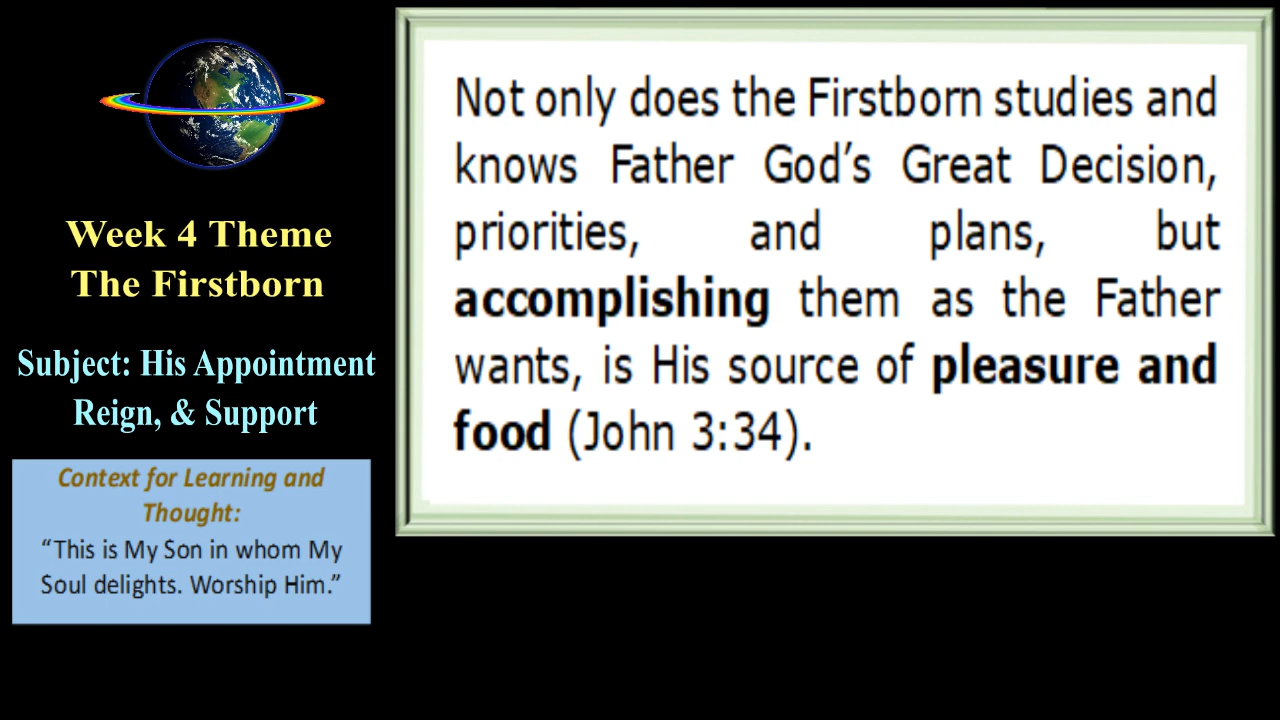 Week 4 Theme
The Firstborn
Subject: His Appointment
Reign, & Support
Context for Learning and
Thought:
“This is My Son in whom My
Soul delights. Worship Him.”
Not only does the Firstborn studies and
knows Father God’s Great Decision,
priorities, and plans, but
accomplishing them as the Father
wants, is His source of pleasure and
food (John 3:34).